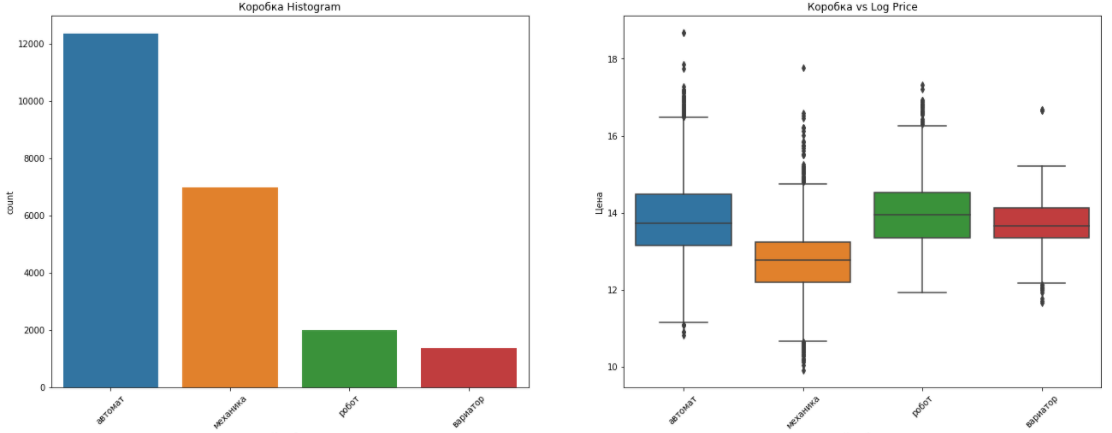 Коробка Histogram
12000
10000
8000
6000
4000
2000
0
count
автомат
механика
робот
вариатор
Коробка vs Log Price
18
16
14
12
10
Цена
автомат
механика
робот
вариатор